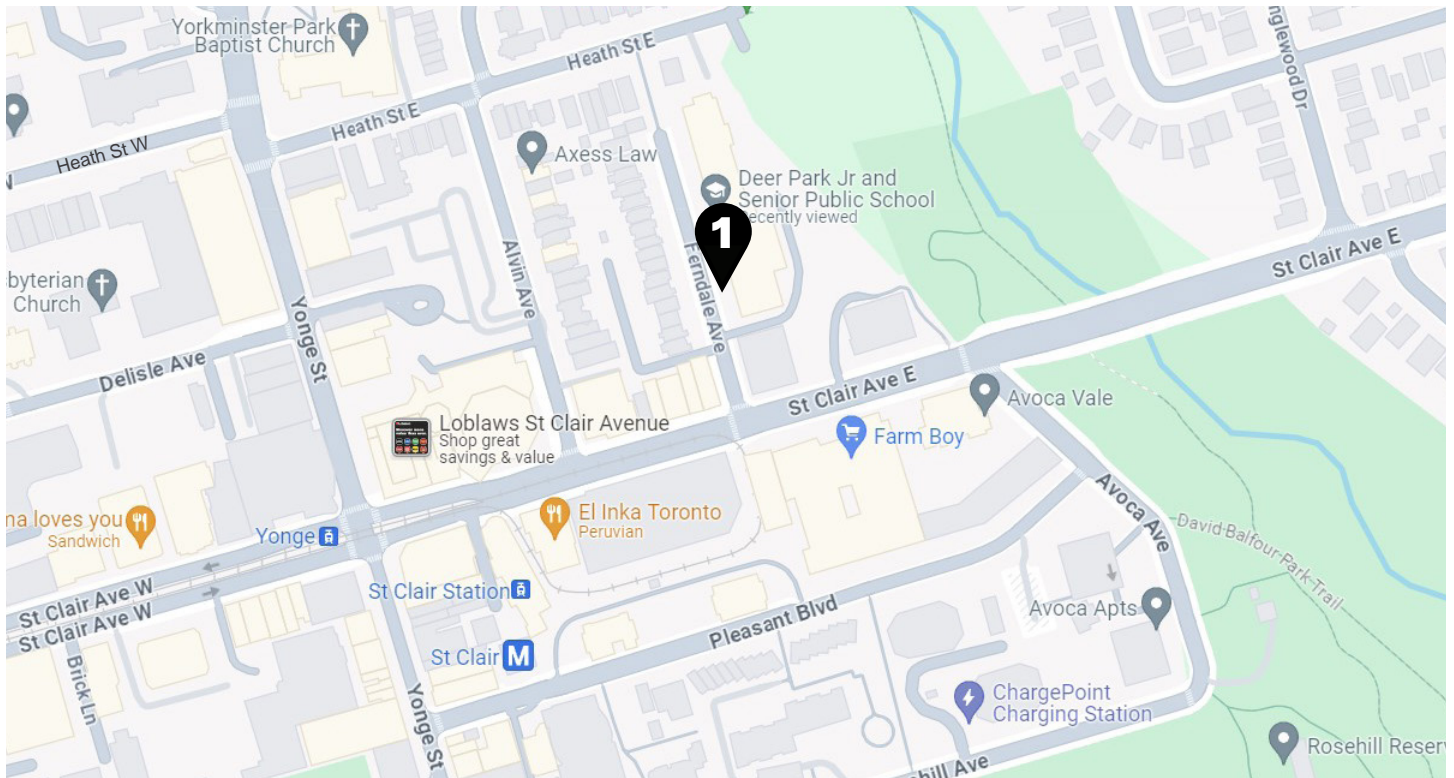 Yorkminster Park
Baptist Church
Heath St E
nglewood Dr
Heath St E
Heath St W
W
Axess Law
Deer Park Jr and
Senior Public School
ecently viewed
1
St Clair Ave E
byterian
Church
Alvin Ave
Ferndale Ave
Yonge St
Delisle Ave
St Clair Ave E
Avoca Vale
Loblaws St Clair Avenue
Shop great
savings & value
Farm Boy
Avoca Ave
na loves you
Sandwich
El Inka Toronto
Peruvian
Yonge
David Balfour Park Trail
St Clair Ave W
St Clair Ave W
St Clair Station
Avoca Apts
Pleasant Blvd
Brick Ln
St Clair M
Yonge St
ChargePoint
Charging Station
Rosehill Reser
hill Ave